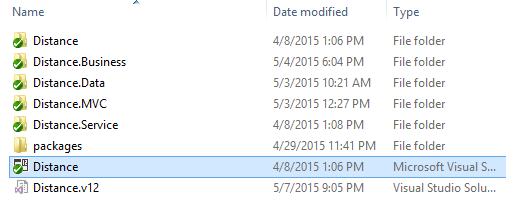 Name Date modified Type
Distance 4/8/2015 1:06 PM File folder
Distance.Business 5/4/2015 6:04 PM File folder
Distance.Data 5/3/2015 10:21 AM File folder
Distance.MVC 5/3/2015 12:27 PM File folder
Distance.Service 4/8/2015 1:08 PM File folder
packages 4/29/2015 11:41 PM File folder
Distance 4/8/2015 1:06 PM Microsoft Visual S...
Distance.v12 5/7/2015 9:05 PM Visual Studio Solu...